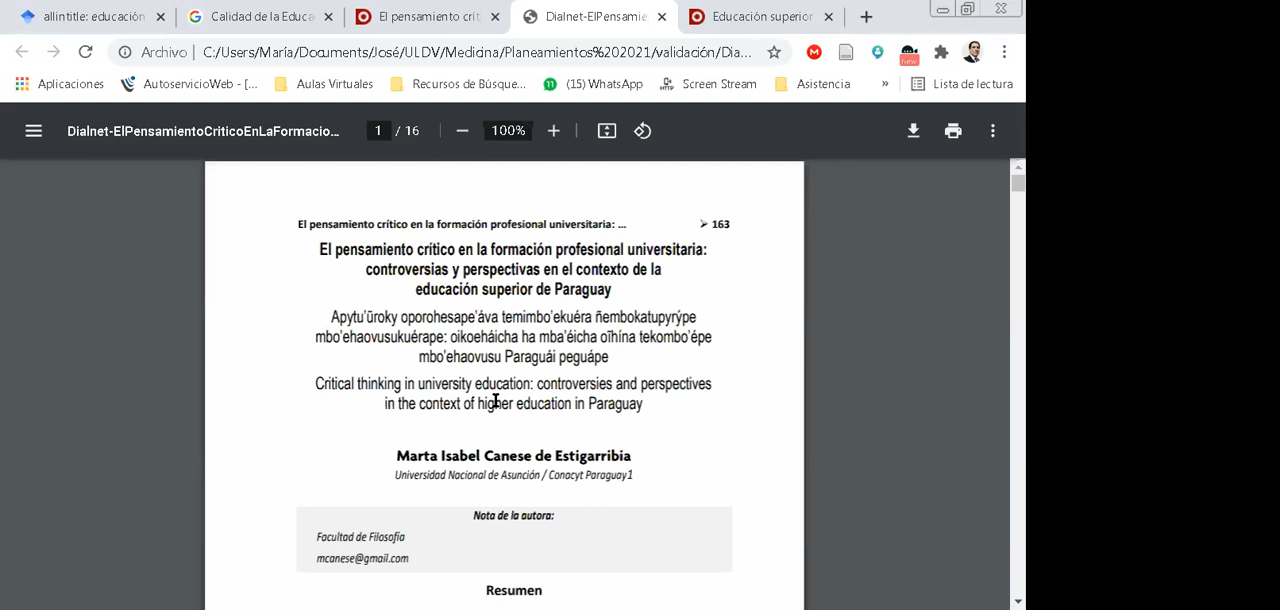 allintitle: educación
Calidad de la Educa
El pensamiento crít
Dialnet-ElPensamie
Educación superior
Archivo
C:/Users/María/Documents/José/ULDV/Medicina/Planeamientos%202021/validación/Dia...
M
new
Aplicaciones
AutoservicioWeb - [...
Aulas Virtuales
Recursos de Búsque...
11
(15) WhatsApp
HTTP
Screen Stream
Asistencia
»
Lista de lectura
Dialnet-ElPensamientoCriticoEnLaFormacio...
1 / 16
100%
El pensamiento crítico en la formación profesional universitaria: ...
➢ 163
El pensamiento crítico en la formación profesional universitaria:
controversias y perspectivas en el contexto de la
educación superior de Paraguay
Apytu'ũroky oporohesape'áva temimbo'ekuéra ñembokatupyrýpe
mbo'ehaovusukuérape: oikoeháicha ha mba'éicha oĩhína tekombo'épe
mbo'ehaovusu Paraguái peguápe
Critical thinking in university education: controversies and perspectives
in the context of higher education in Paraguay
Marta Isabel Canese de Estigarribia
Universidad Nacional de Asunción / Conacyt Paraguay1
Nota de la autora:
Facultad de Filosofía
mcanese@gmail.com
Resumen